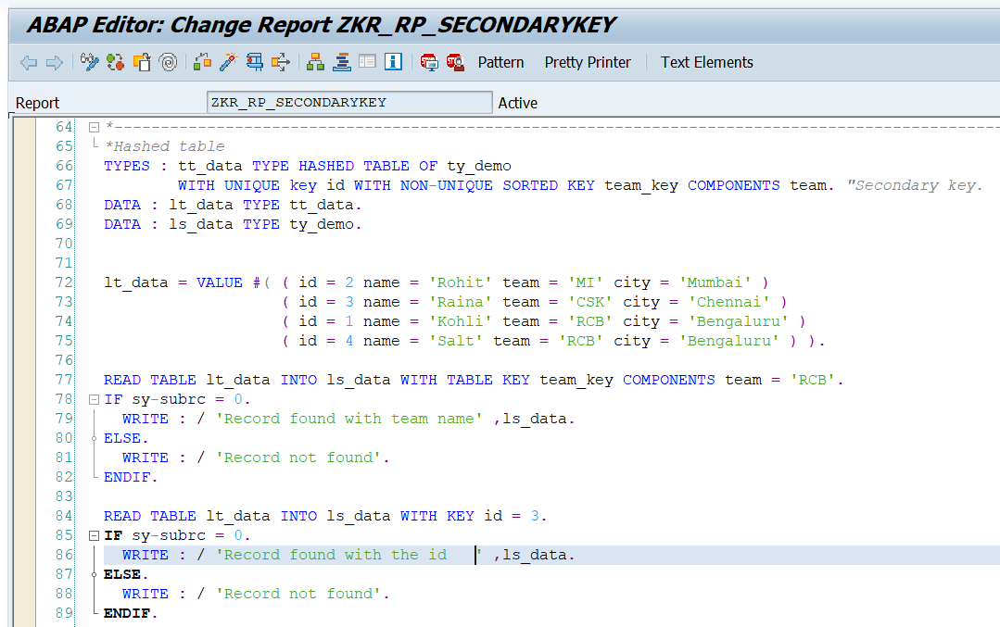 ABAP Editor: Change Report ZKR_RP_SECONDARYKEY
Pattern Pretty Printer Text Elements
Report ZKR_RP_SECONDARYKEY Active
64 *------------------------------------------------------------------------------------------------
65 *Hashed table
66 TYPES : tt_data TYPE HASHED TABLE OF ty_demo
67 WITH UNIQUE key id WITH NON-UNIQUE SORTED KEY team_key COMPONENTS team. "Secondary key.
68 DATA : lt_data TYPE tt_data.
69 DATA : ls_data TYPE ty_demo.
70
71
72 lt_data = VALUE #( ( id = 2 name = 'Rohit' team = 'MI' city = 'Mumbai' )
73 ( id = 3 name = 'Raina' team = 'CSK' city = 'Chennai' )
74 ( id = 1 name = 'Kohli' team = 'RCB' city = 'Bengaluru' )
75 ( id = 4 name = 'Salt' team = 'RCB' city = 'Bengaluru' ) ).
76
77 READ TABLE lt_data INTO ls_data WITH TABLE KEY team_key COMPONENTS team = 'RCB'.
78 IF sy-subrc = 0.
79 WRITE : / 'Record found with team name' ,ls_data.
80 ELSE.
81 WRITE : / 'Record not found'.
82 ENDIF.
83
84 READ TABLE lt_data INTO ls_data WITH KEY id = 3.
85 IF sy-subrc = 0.
86 WRITE : / 'Record found with the id   ' ,ls_data.
87 ELSE.
88 WRITE : / 'Record not found'.
89 ENDIF.